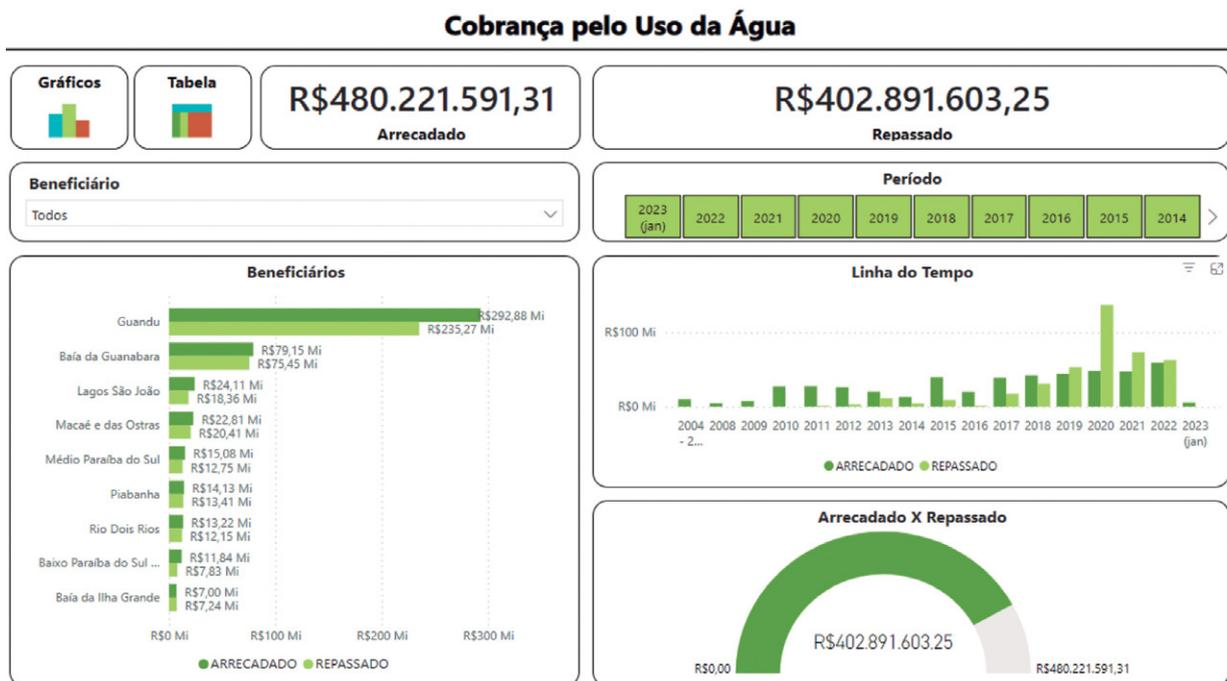 Cobrança pelo Uso da Água
Gráficos
Tabela
R$480.221.591,31
Arrecadado
R$402.891.603,25
Repassado
Beneficiário
Todos
Período
2023 (jan) 2022 2021 2020 2019 2018 2017 2016 2015 2014
Beneficiários
Guandu R$292,88 Mi
R$235,27 Mi
Baía da Guanabara R$79,15 Mi
R$75,45 Mi
Lagos São João R$24,11 Mi
R$18,36 Mi
Macaé e das Ostras R$22,81 Mi
R$20,41 Mi
Médio Paraíba do Sul R$15,08 Mi
R$12,75 Mi
Piabanha R$14,13 Mi
R$13,41 Mi
Rio Dois Rios R$13,22 Mi
R$12,15 Mi
Baixo Paraíba do Sul ... R$11,84 Mi
R$7,83 Mi
Baía da Ilha Grande R$7,00 Mi
R$7,24 Mi
R$0 Mi R$100 Mi R$200 Mi R$300 Mi
ARRECADADO REPASSADO
Linha do Tempo
R$100 Mi
R$0 Mi
2004 - 2... 2008 2009 2010 2011 2012 2013 2014 2015 2016 2017 2018 2019 2020 2021 2022 2023 (jan)
ARRECADADO REPASSADO
Arrecadado X Repassado
R$402.891.603.25
R$0,00
R$480.221.591,31